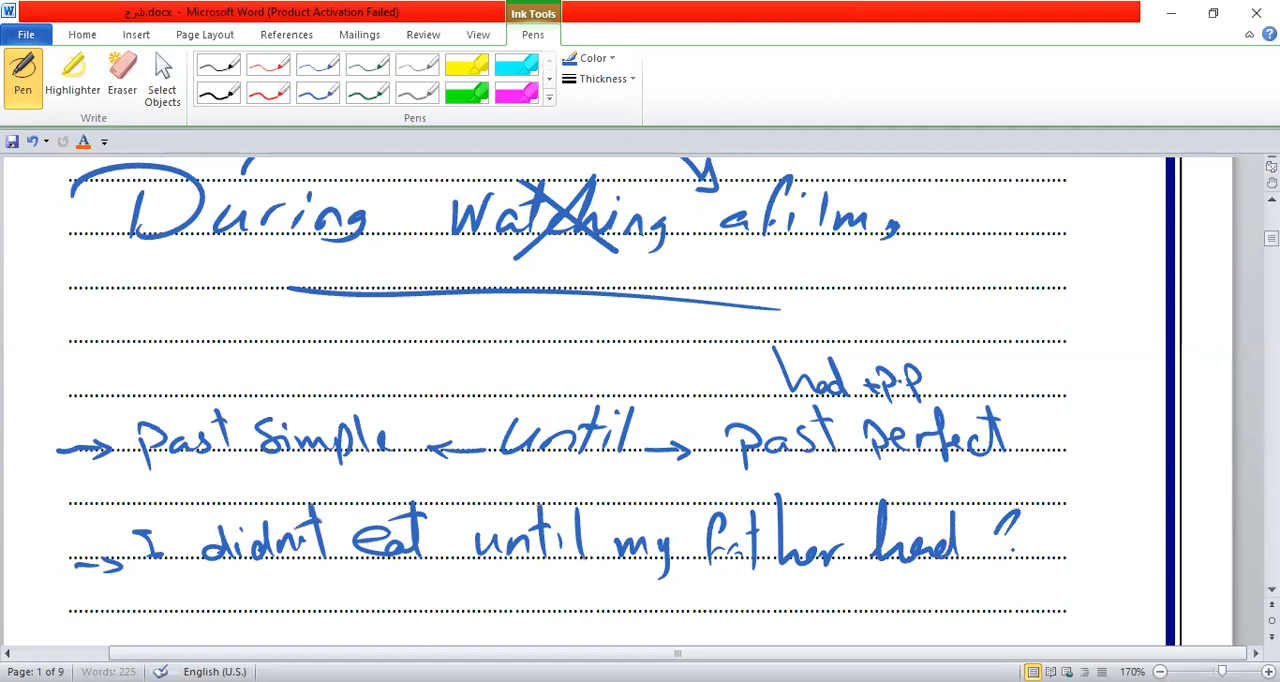 شرح.docx - Microsoft Word (Product Activation Failed)
Ink Tools
File Home Insert Page Layout References Mailings Review View Pens
Pen Highlighter Eraser Select Objects
Color
Thickness
Write Pens
During watching afilm,
had +p.p
→ past simple ← until → past perfect
→ I didn't eat until my father had ?
Page: 1 of 9 Words: 225 English (U.S.) 170%